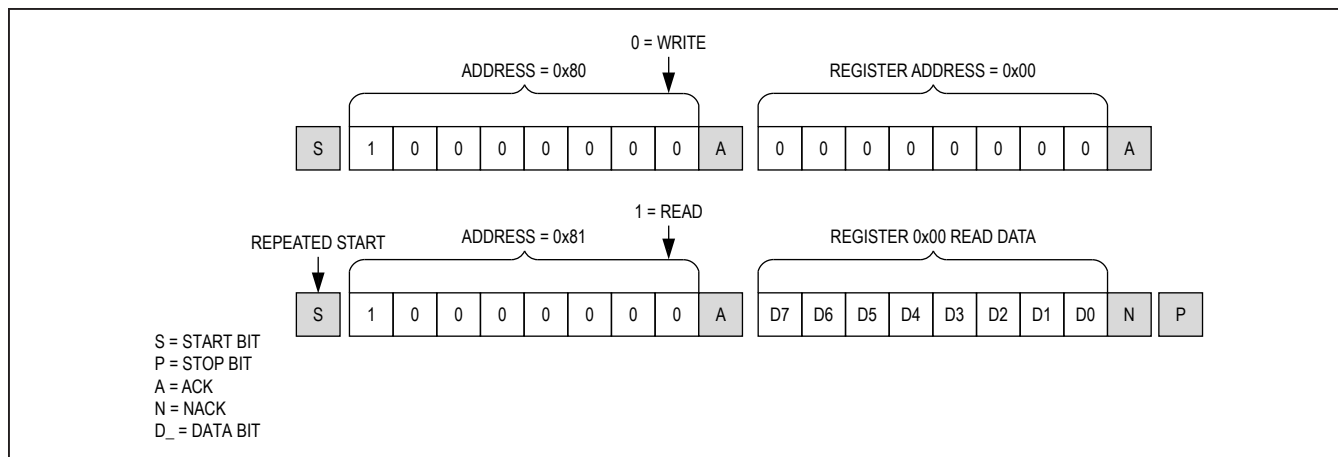 0 = WRITE
ADDRESS = 0x80 REGISTER ADDRESS = 0x00
S 1 0 0 0 0 0 0 0 A 0 0 0 0 0 0 0 0 A
1 = READ
REPEATED START ADDRESS = 0x81 REGISTER 0x00 READ DATA
S 1 0 0 0 0 0 0 0 A D7 D6 D5 D4 D3 D2 D1 D0 N P
S = START BIT
P = STOP BIT
A = ACK
N = NACK
D_ = DATA BIT